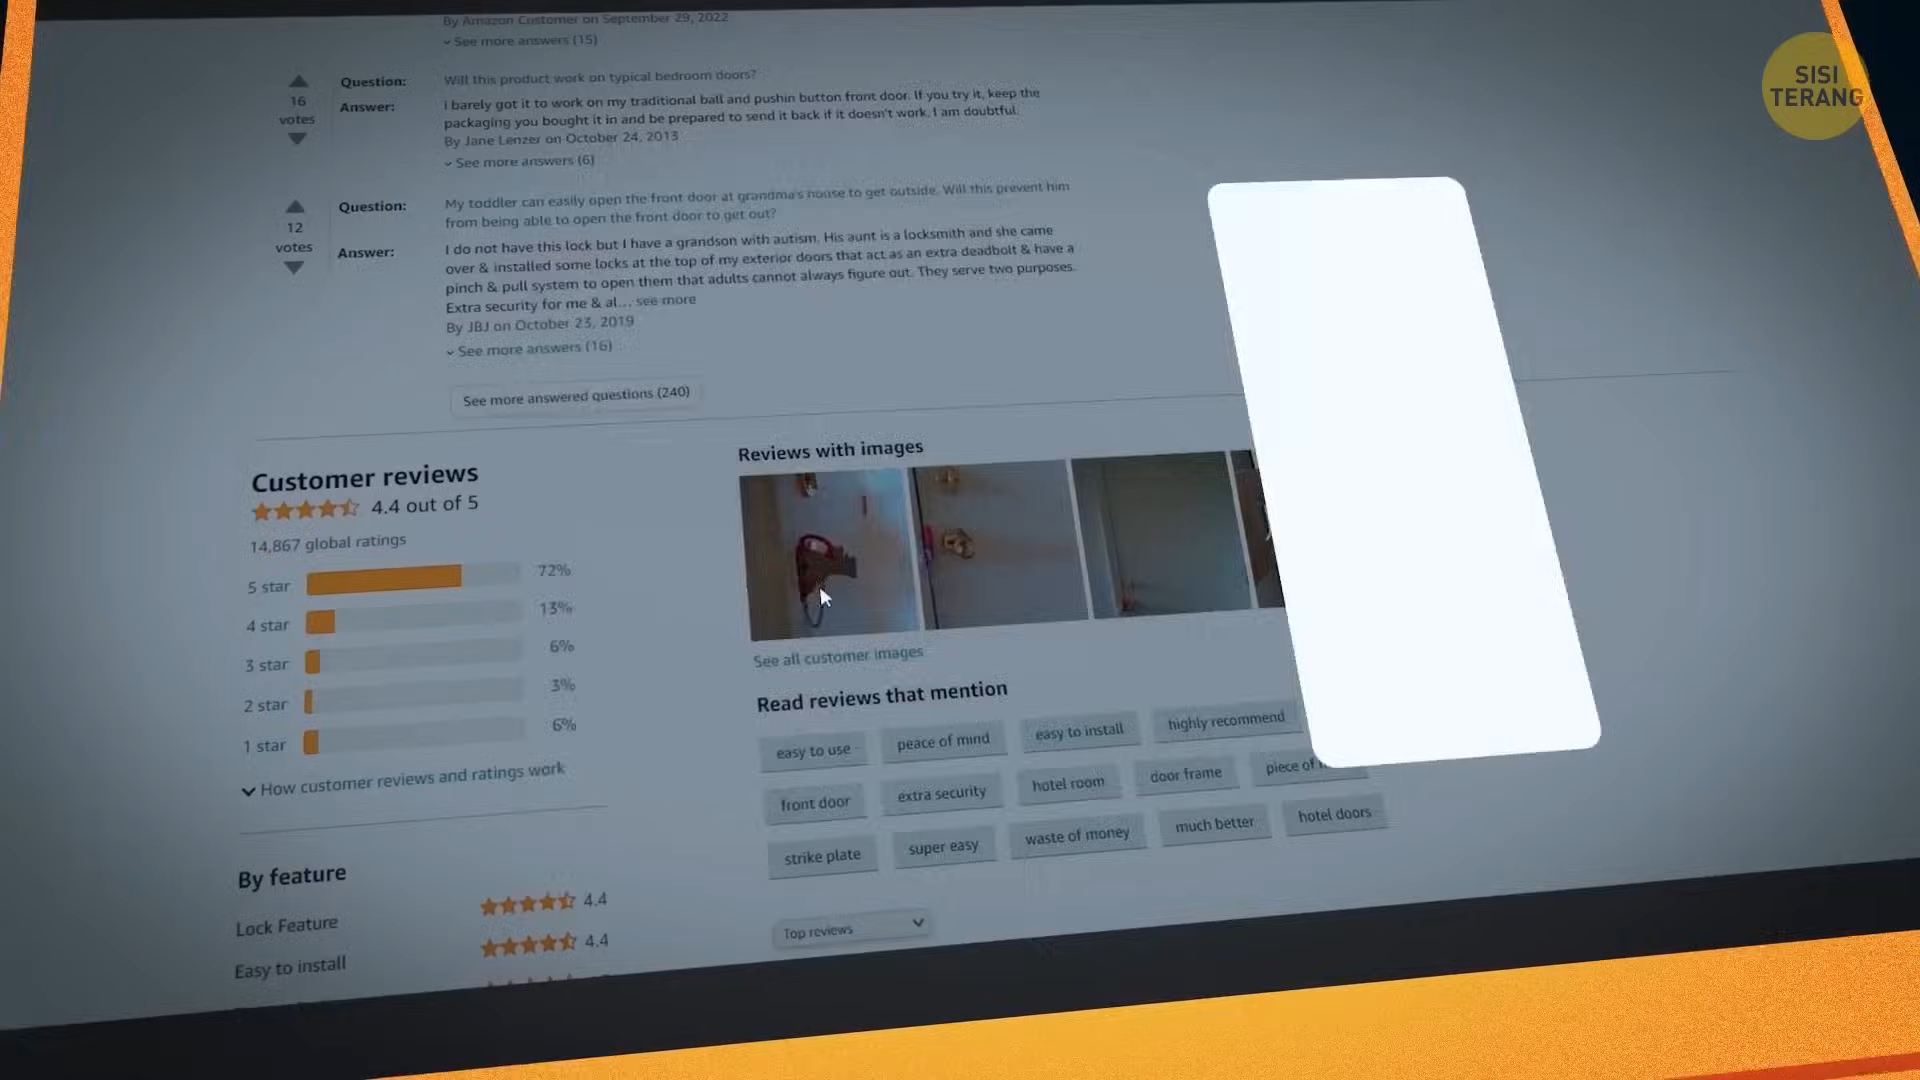 By Amazon Customer on September 29, 2022
See more answers (15)
16
votes
Question:
Will this product work on typical bedroom doors?
Answer:
I barely got it to work on my traditional ball and pushin button front door. If you try it, keep the
packaging you bought it in and be prepared to send it back if it doesn't work. I am doubtful.
By Jane Lenzer on October 24, 2013
See more answers (6)
12
votes
Question:
My toddler can easily open the front door at grandma's house to get outside. Will this prevent him
from being able to open the front door to get out?
Answer:
I do not have this lock but I have a grandson with autism. His aunt is a locksmith and she came
over & installed some locks at the top of my exterior doors that act as an extra deadbolt & have a
pinch & pull system to open them that adults cannot always figure out. They serve two purposes.
Extra security for me & al... see more
By JBJ on October 23, 2019
See more answers (16)
See more answered questions (240)
Customer reviews
4.4 out of 5
14,867 global ratings
5 star 72%
4 star 13%
3 star 6%
2 star 3%
1 star 6%
How customer reviews and ratings work
By feature
Lock Feature 4.4
Easy to install 4.4
Reviews with images
See all customer images
Read reviews that mention
easy to use peace of mind easy to install highly recommend
front door extra security hotel room door frame piece of
strike plate super easy waste of money much better hotel doors
Top reviews
SISI
TERANG